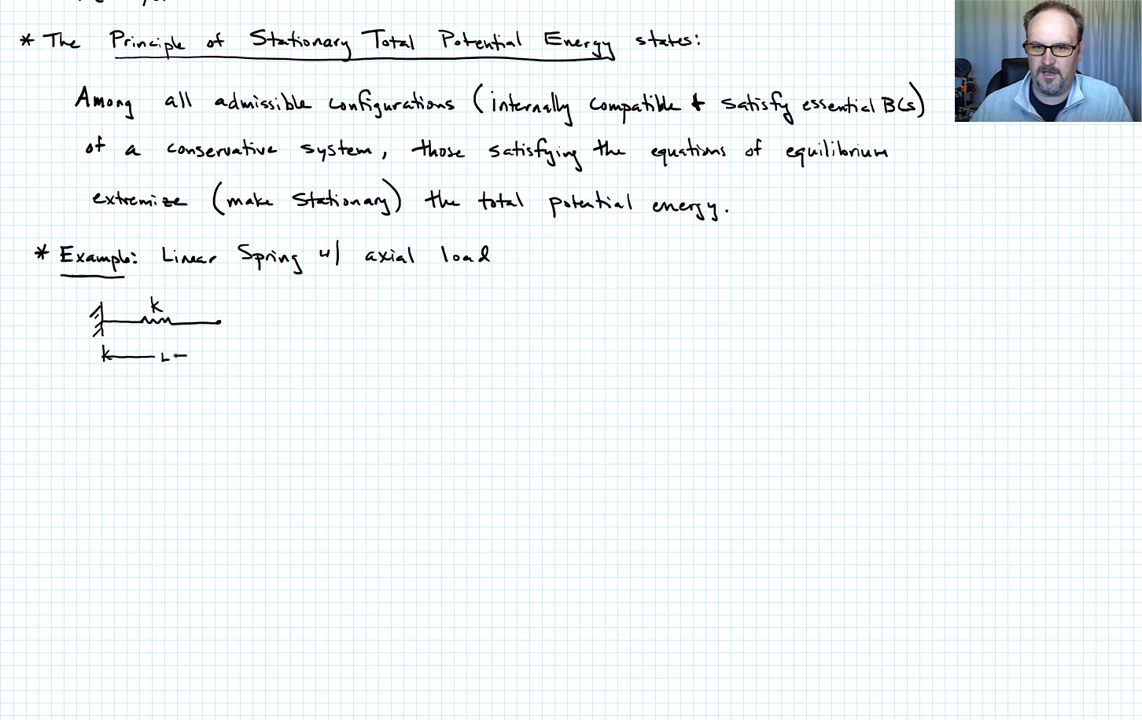 * The Principle of Stationary Total Potential Energy states:
Among all admissible configurations (internally compatible + satisfy essential BCs)
of a conservative system, those satisfying the equations of equilibrium
extremize (make stationary) the total potential energy.
* Example: Linear Spring w/ axial load
k
L